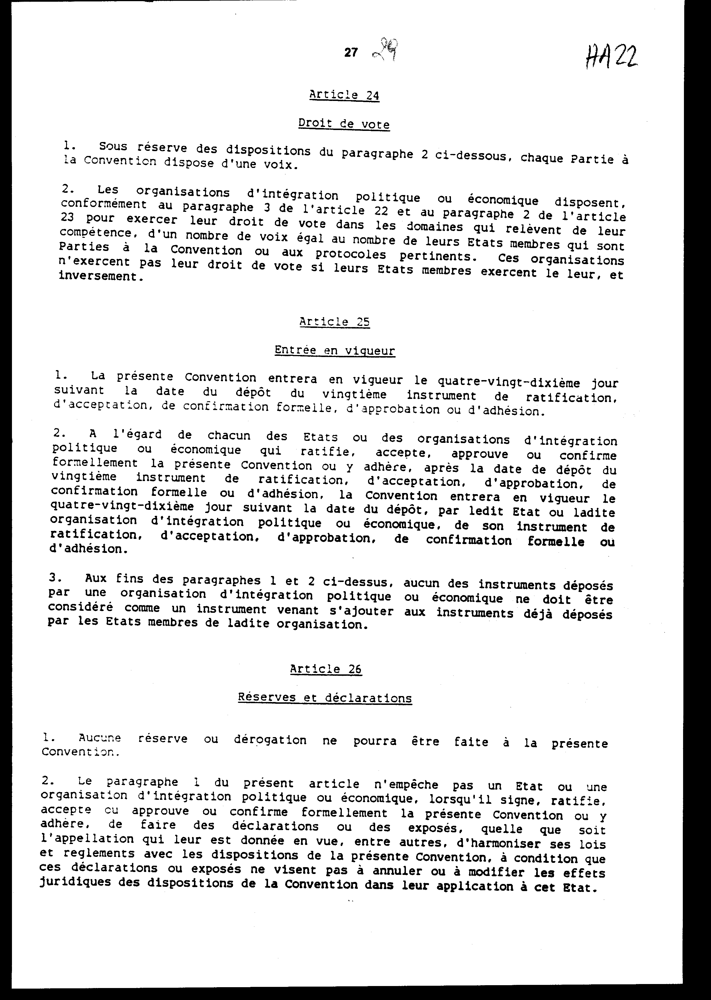 27 29 HA22
Article 24
Droit de vote
1. Sous réserve des dispositions du paragraphe 2 ci-dessous, chaque Partie à
la Convention dispose d'une voix.
2. Les organisations d'intégration politique ou économique disposent,
conformément au paragraphe 3 de l'article 22 et au paragraphe 2 de l'article
23 pour exercer leur droit de vote dans les domaines qui relèvent de leur
compétence, d'un nombre de voix égal au nombre de leurs Etats membres qui sont
Parties à la Convention ou aux protocoles pertinents. Ces organisations
n'exercent pas leur droit de vote si leurs Etats membres exercent le leur, et
inversement.
Article 25
Entrée en vigueur
1. La présente Convention entrera en vigueur le quatre-vingt-dixième jour
suivant la date du dépôt du vingtième instrument de ratification,
d'acceptation, de confirmation formelle, d'approbation ou d'adhésion.
2. A l'égard de chacun des Etats ou des organisations d'intégration
politique ou économique qui ratifie, accepte, approuve ou confirme
formellement la présente Convention ou y adhère, après la date de dépôt du
vingtième instrument de ratification, d'acceptation, d'approbation, de
confirmation formelle ou d'adhésion, la Convention entrera en vigueur le
quatre-vingt-dixième jour suivant la date du dépôt, par ledit Etat ou ladite
organisation d'intégration politique ou économique, de son instrument de
ratification, d'acceptation, d'approbation, de confirmation formelle ou
d'adhésion.
3. Aux fins des paragraphes 1 et 2 ci-dessus, aucun des instruments déposés
par une organisation d'intégration politique ou économique ne doit être
considéré comme un instrument venant s'ajouter aux instruments déjà déposés
par les Etats membres de ladite organisation.
Article 26
Réserves et déclarations
1. Aucune réserve ou dérogation ne pourra être faite à la présente
Convention.
2. Le paragraphe 1 du présent article n'empêche pas un Etat ou une
organisation d'intégration politique ou économique, lorsqu'il signe, ratifie,
accepte ou approuve ou confirme formellement la présente Convention ou y
adhère, de faire des déclarations ou des exposés, quelle que soit
l'appellation qui leur est donnée en vue, entre autres, d'harmoniser ses lois
et reglements avec les dispositions de la présente Convention, à condition que
ces déclarations ou exposés ne visent pas à annuler ou à modifier les effets
juridiques des dispositions de la Convention dans leur application à cet Etat.